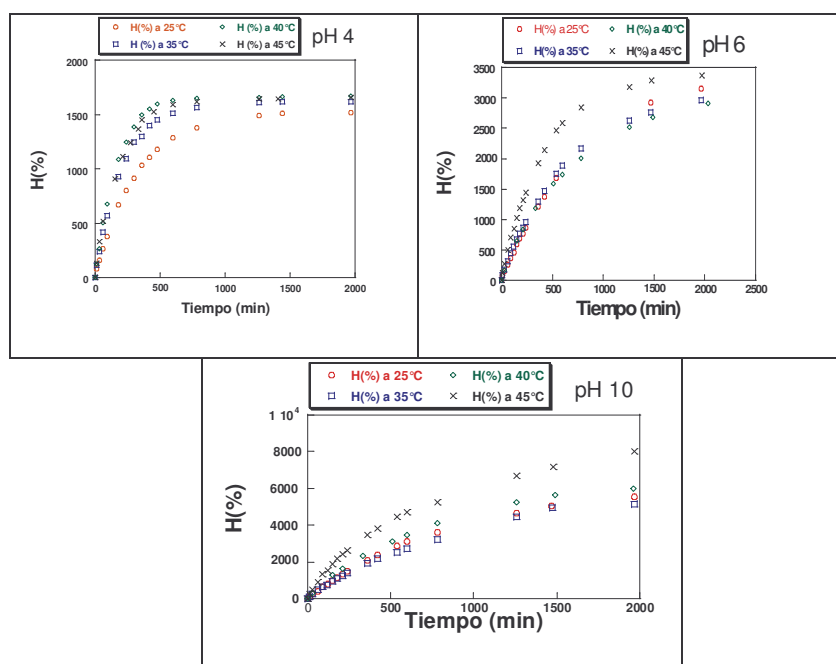 H(%) a 25°C H (%) a 40°C
H (%) a 35°C H (%) a 45°C
pH 4
2000
1500
1000
500
0
H(%)
0 500 1000 1500 2000
Tiempo (min)
H(%) a 25°C H (%) a 40°C
H(%) a 35°C H(%) a 45°C
pH 6
3500
3000
2500
2000
1500
1000
500
0
H(%)
0 500 1000 1500 2000 2500
Tiempo (min)
H(%) a 25°C H(%) a 40°C
H(%) a 35°C H(%) a 45°C
pH 10
1 10⁴
8000
6000
4000
2000
0
H(%)
0 500 1000 1500 2000
Tiempo (min)